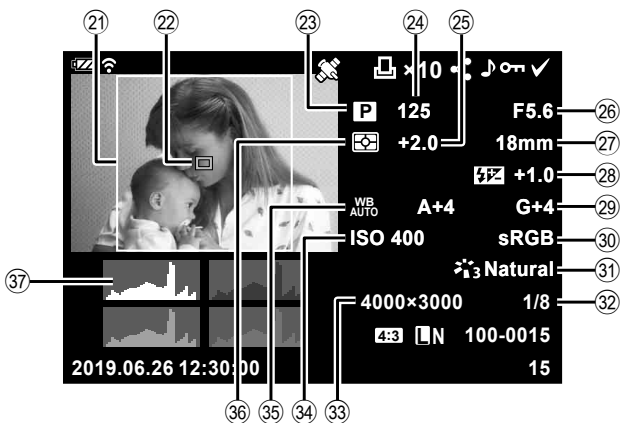 21 22 23 24 25
×10
P 125 F5.6 26
+2.0 18mm 27
+1.0 28
WB AUTO A+4 G+4 29
ISO 400 sRGB 30
3 Natural 31
37
4000×3000 1/8 32
4:3 LN 100-0015
2019.06.26 12:30:00 15
36 35 34 33